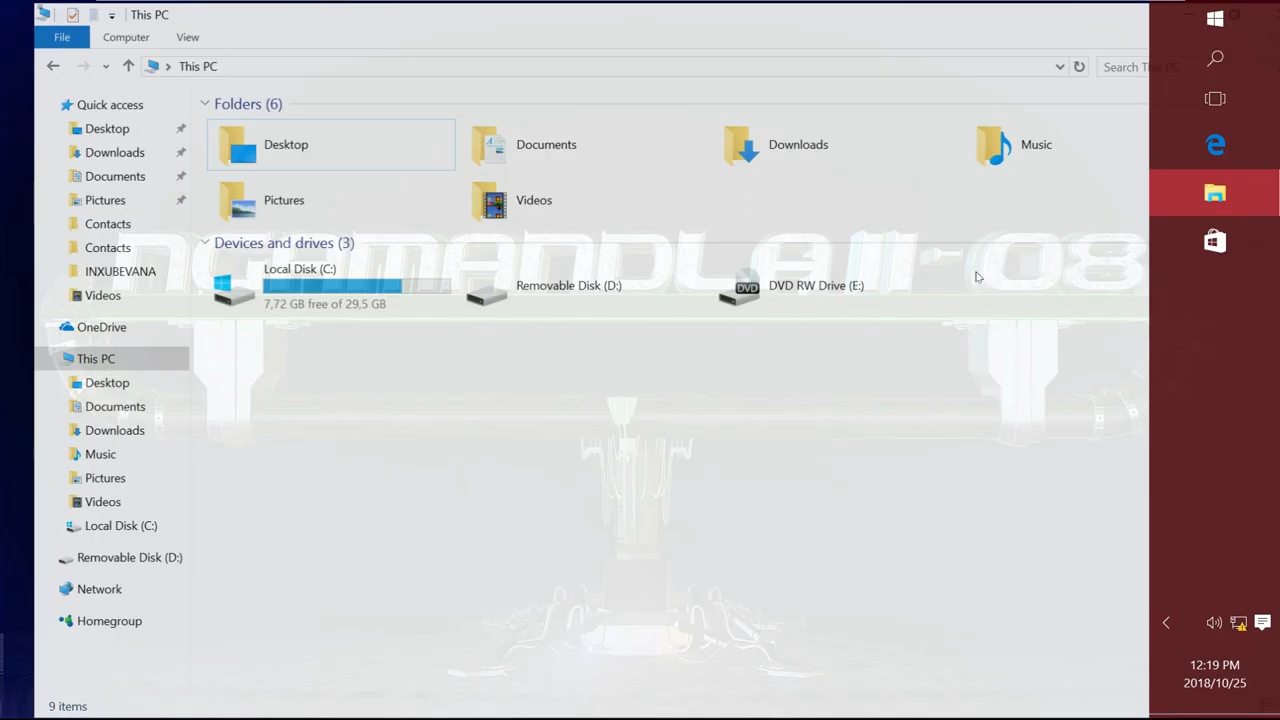 This PC
File
Computer
View
This PC
Search This PC
Quick access
Desktop
Downloads
Documents
Pictures
Contacts
Contacts
INXUBEVANA
Videos
OneDrive
This PC
Desktop
Documents
Downloads
Music
Pictures
Videos
Local Disk (C:)
Removable Disk (D:)
Network
Homegroup
Folders (6)
Desktop
Documents
Downloads
Music
Pictures
Videos
Devices and drives (3)
Local Disk (C:)
7,72 GB free of 29,5 GB
Removable Disk (D:)
DVD
DVD RW Drive (E:)
NGAMANDLA11-08
9 items
12:19 PM
2018/10/25